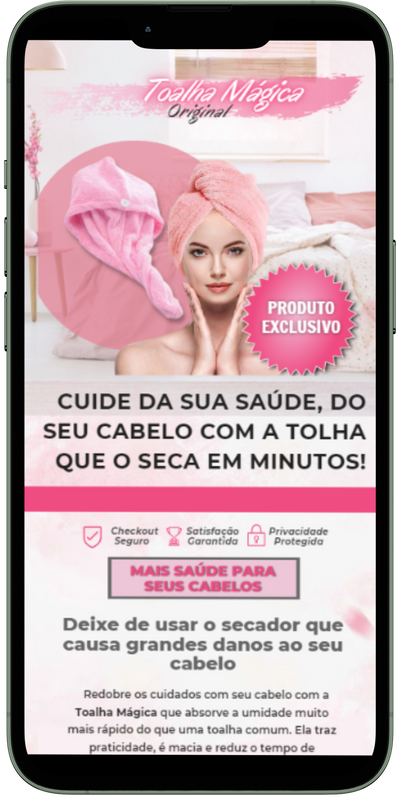 Toalha Mágica
Original
PRODUTO
EXCLUSIVO
CUIDE DA SUA SAÚDE, DO
SEU CABELO COM A TOLHA
QUE O SECA EM MINUTOS!
Checkout
Seguro
Satisfação
Garantida
Privacidade
Protegida
MAIS SAÚDE PARA
SEUS CABELOS
Deixe de usar o secador que
causa grandes danos ao seu
cabelo
Redobre os cuidados com seu cabelo com a
Toalha Mágica que absorve a umidade muito
mais rápido do que uma toalha comum. Ela traz
praticidade, é macia e reduz o tempo de